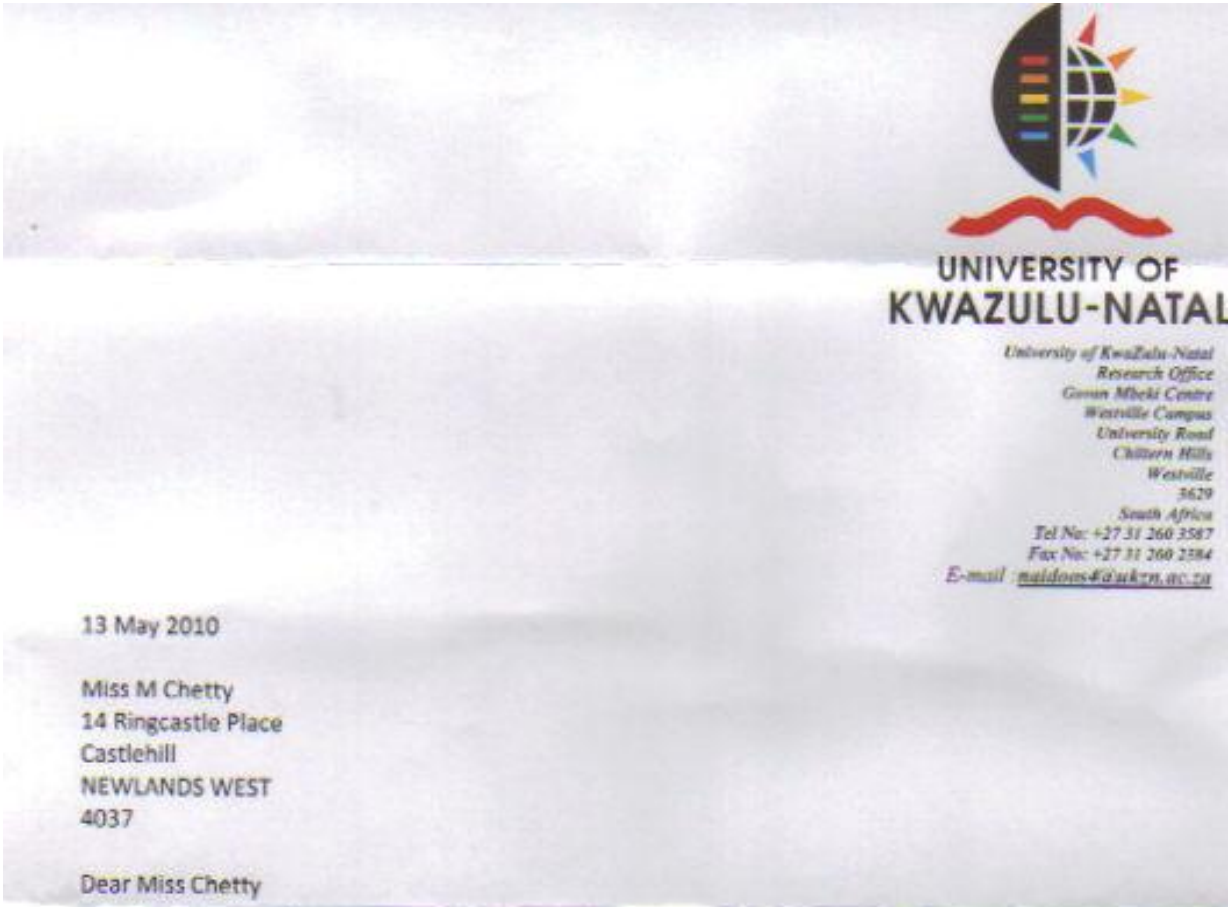 UNIVERSITY OF
KWAZULU-NATAL
University of KwaZulu-Natal
Research Office
Govan Mbeki Centre
Westville Campus
University Road
Chiltern Hills
Westville
3629
South Africa
Tel No: +27 31 260 3587
Fax No: +27 31 260 2384
E-mail : naidoos4@ukzn.ac.za
13 May 2010
Miss M Chetty
14 Ringcastle Place
Castlehill
NEWLANDS WEST
4037
Dear Miss Chetty